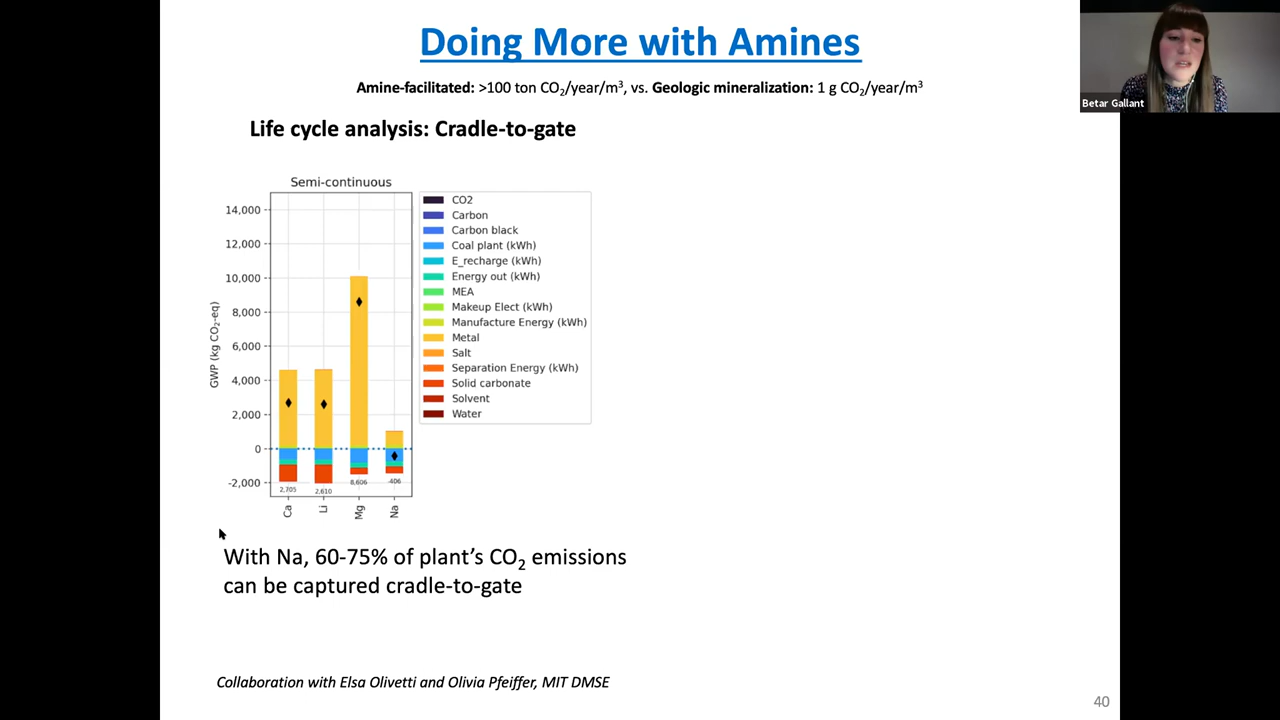 Doing More with Amines
Betar Gallant
Amine-facilitated: >100 ton CO₂/year/m³, vs. Geologic mineralization: 1 g CO₂/year/m³
Life cycle analysis: Cradle-to-gate
Semi-continuous
GWP (kg CO₂-eq)
14,000
12,000
10,000
8,000
6,000
4,000
2,000
0
-2,000
2,705
2,610
8,606
-406
Ca
Li
Mg
Na
CO2
Carbon
Carbon black
Coal plant (kWh)
E_recharge (kWh)
Energy out (kWh)
MEA
Makeup Elect (kWh)
Manufacture Energy (kWh)
Metal
Salt
Separation Energy (kWh)
Solid carbonate
Solvent
Water
With Na, 60-75% of plant’s CO₂ emissions
can be captured cradle-to-gate
Collaboration with Elsa Olivetti and Olivia Pfeiffer, MIT DMSE
40